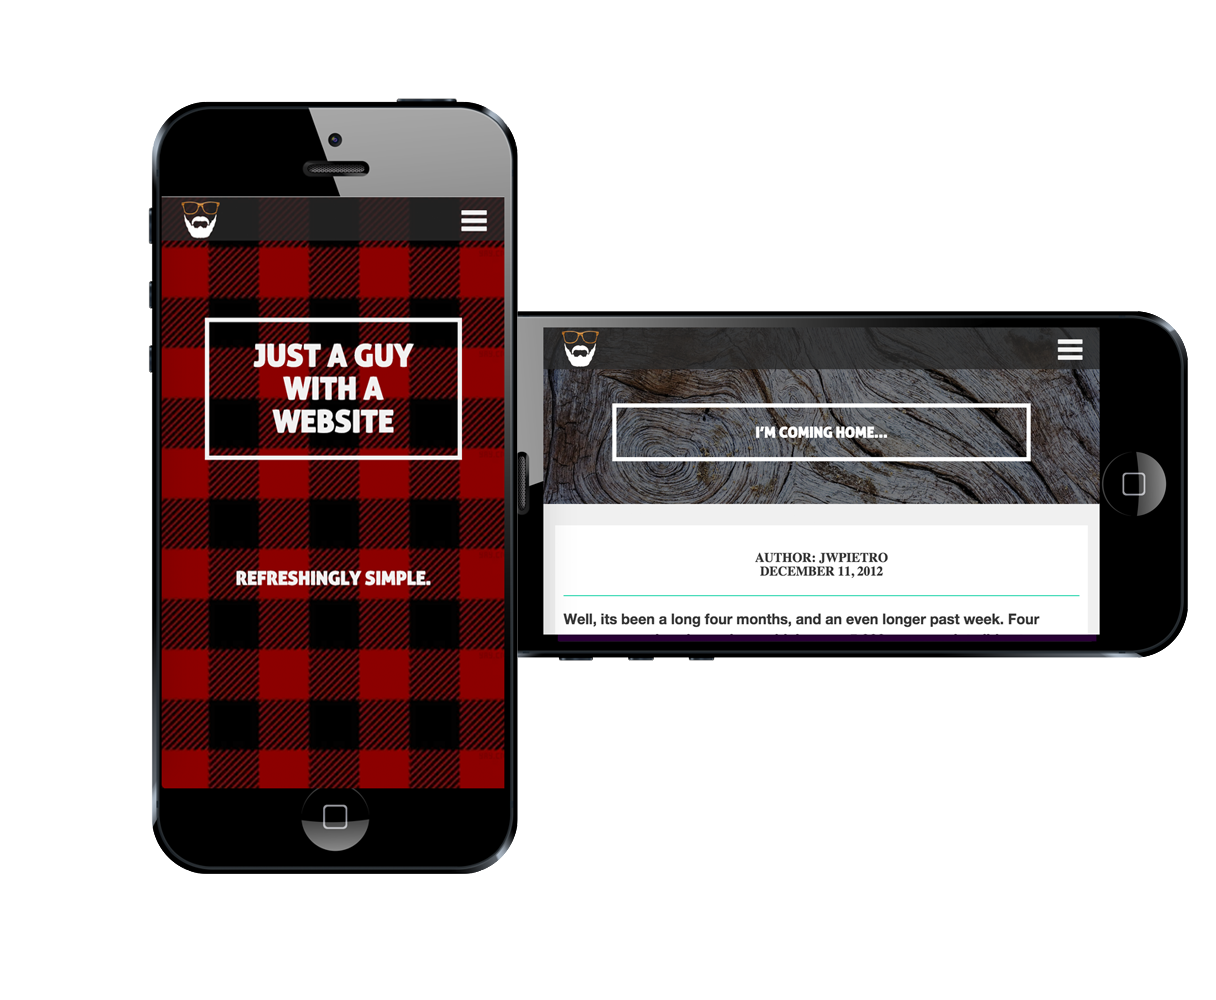 JUST A GUY
WITH A
WEBSITE
REFRESHINGLY SIMPLE.
I'M COMING HOME...
AUTHOR: JWPIETRO
DECEMBER 11, 2012
Well, its been a long four months, and an even longer past week. Four